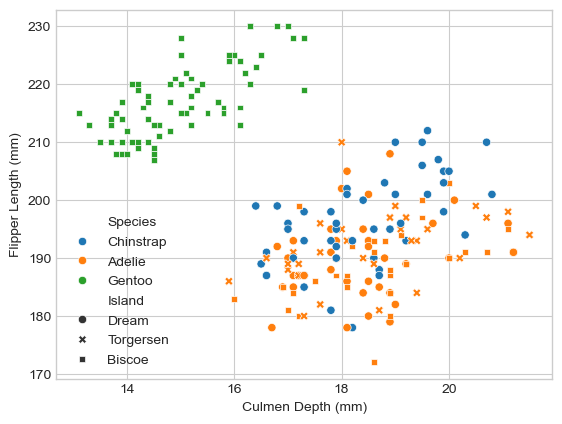 230
220
210
200
190
180
170
Flipper Length (mm)
Species
Chinstrap
Adelie
Gentoo
Island
Dream
Torgersen
Biscoe
14
16
18
20
Culmen Depth (mm)